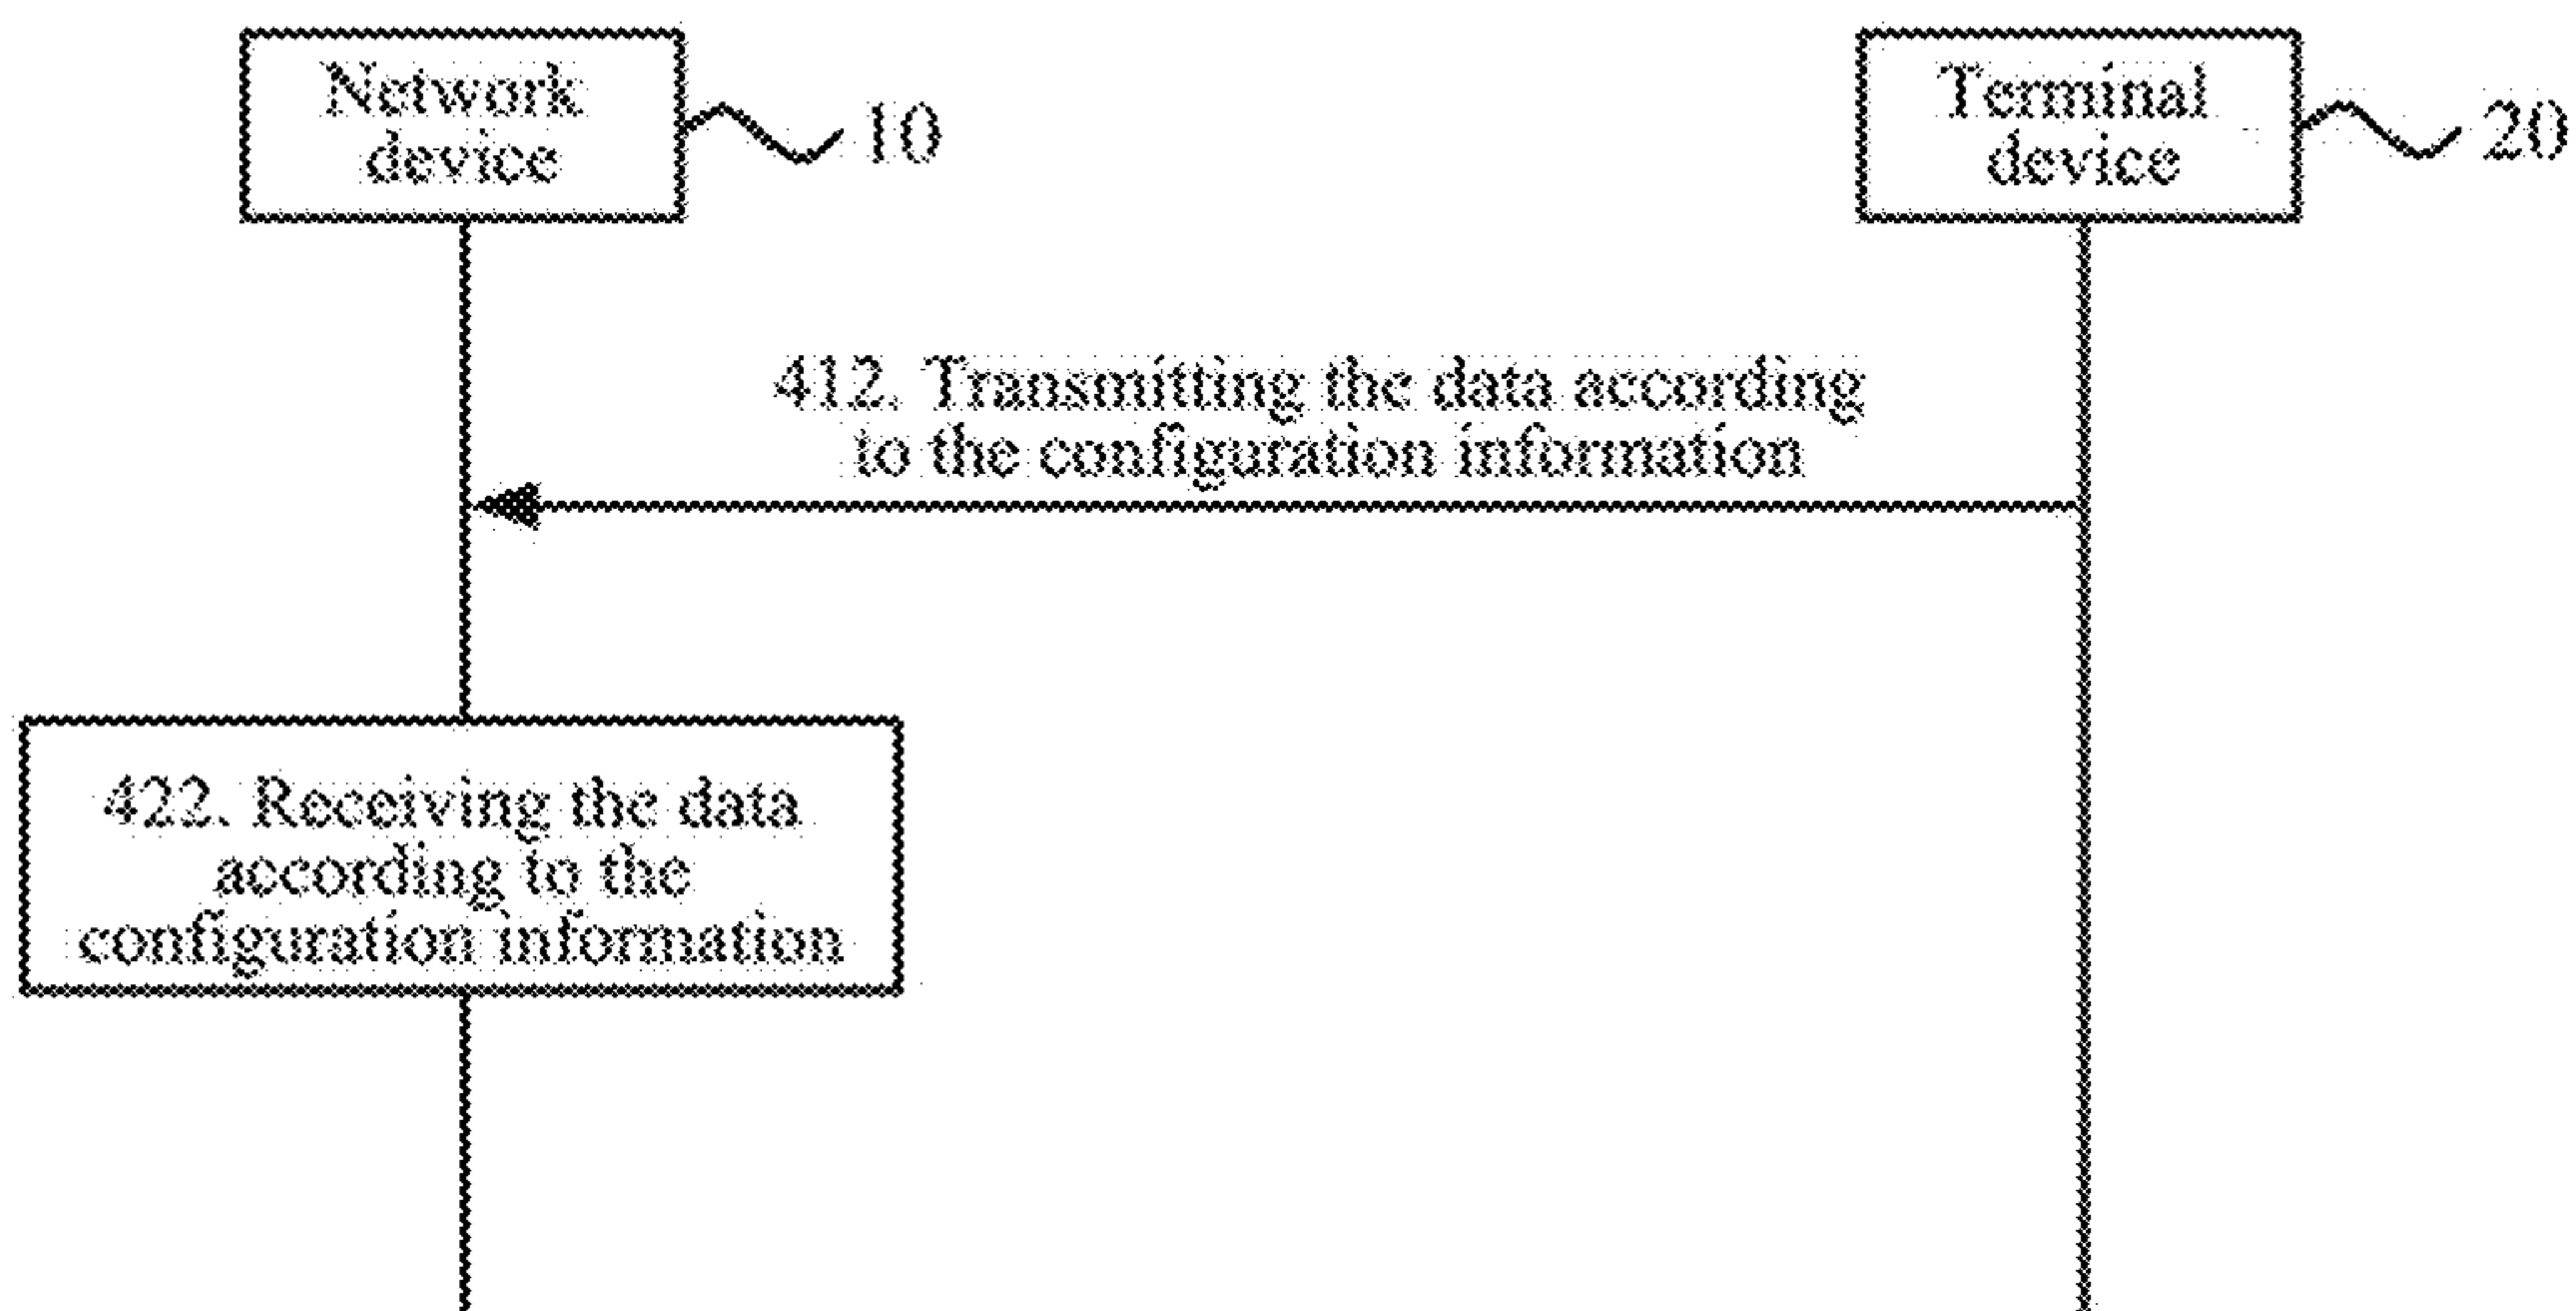 Network
device
10
Terminal
device
20
412. Transmitting the data according
to the configuration information
422. Receiving the data
according to the
configuration information